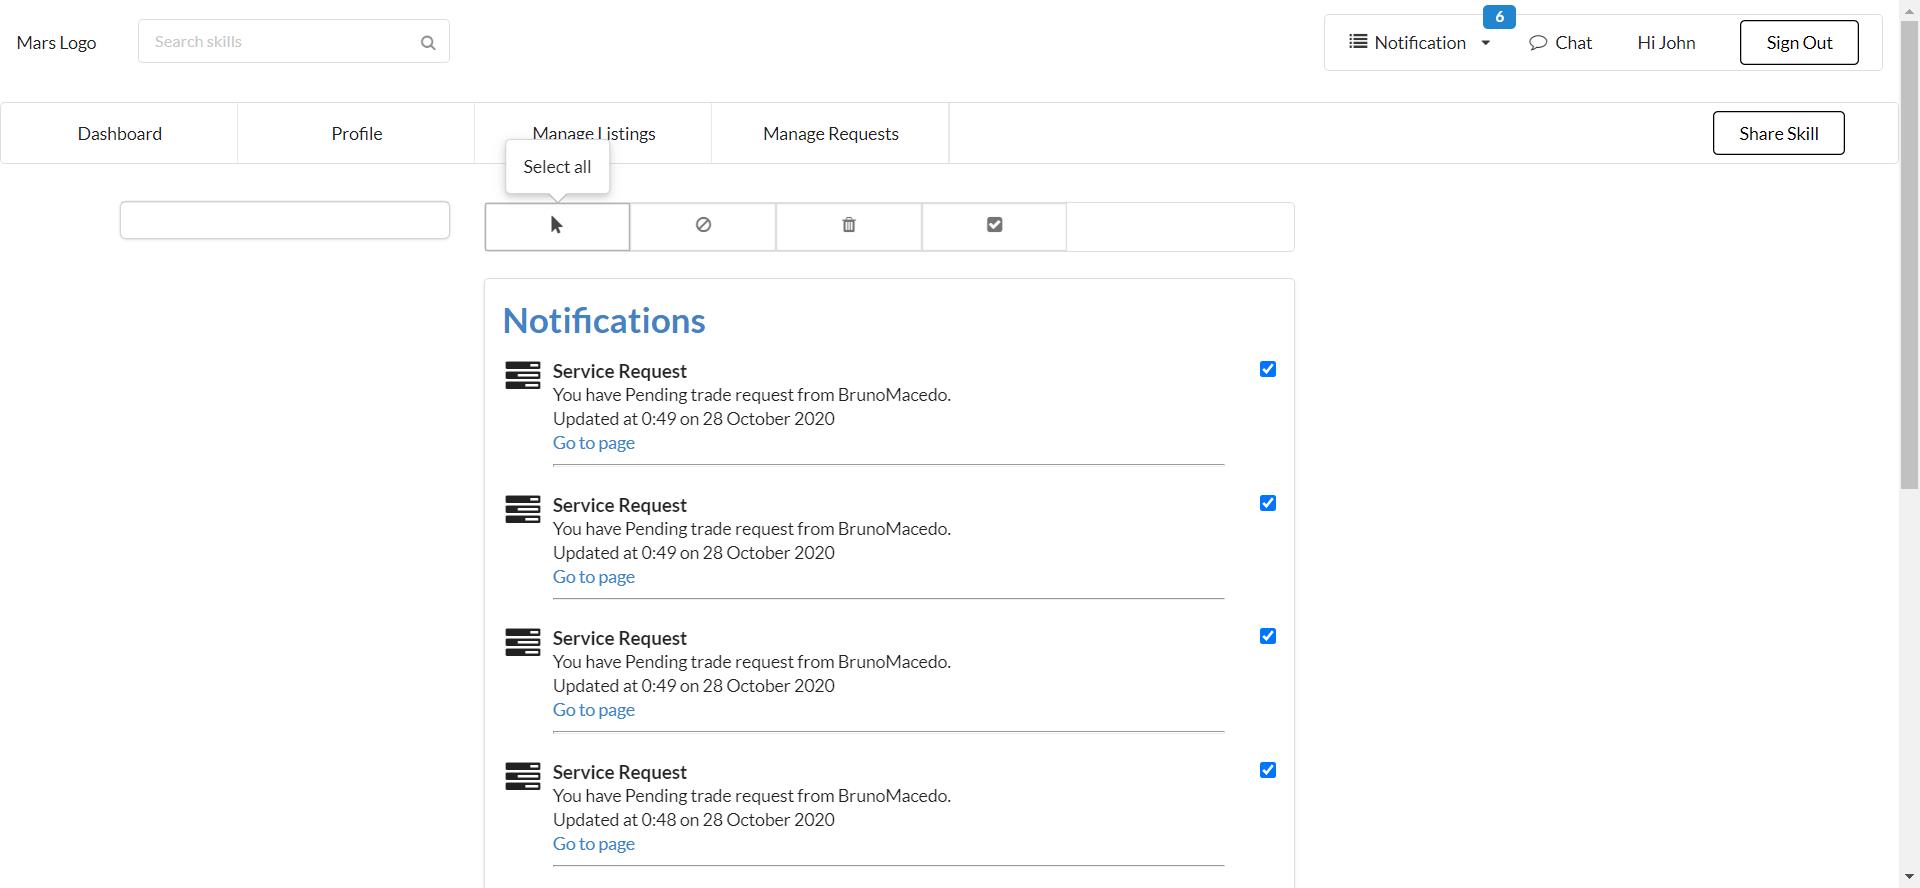 Mars Logo
Search skills
Notification
6
Chat
Hi John
Sign Out
Dashboard
Profile
Manage Listings
Manage Requests
Share Skill
Select all
Notifications
Service Request
You have Pending trade request from BrunoMacedo.
Updated at 0:49 on 28 October 2020
Go to page
Service Request
You have Pending trade request from BrunoMacedo.
Updated at 0:49 on 28 October 2020
Go to page
Service Request
You have Pending trade request from BrunoMacedo.
Updated at 0:49 on 28 October 2020
Go to page
Service Request
You have Pending trade request from BrunoMacedo.
Updated at 0:48 on 28 October 2020
Go to page